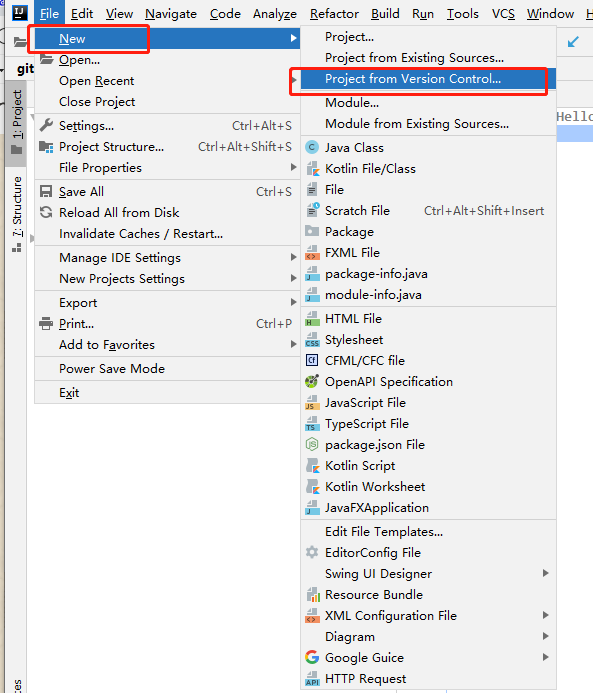 IJ File Edit View Navigate Code Analyze Refactor Build Run Tools VCS Window H
git
1: Project
7: Structure
New
Open...
Open Recent
Close Project
Settings... Ctrl+Alt+S
Project Structure... Ctrl+Alt+Shift+S
File Properties
Save All Ctrl+S
Reload All from Disk
Invalidate Caches / Restart...
Manage IDE Settings
New Projects Settings
Export
Print... Ctrl+P
Add to Favorites
Power Save Mode
Exit
Project...
Project from Existing Sources...
Project from Version Control...
Module...
Module from Existing Sources...
Java Class
Kotlin File/Class
File
Scratch File Ctrl+Alt+Shift+Insert
Package
FXML File
package-info.java
module-info.java
HTML File
Stylesheet
CFML/CFC file
OpenAPI Specification
JavaScript File
TypeScript File
package.json File
Kotlin Script
Kotlin Worksheet
JavaFXApplication
Edit File Templates...
EditorConfig File
Swing UI Designer
Resource Bundle
XML Configuration File
Diagram
Google Guice
HTTP Request
Hello